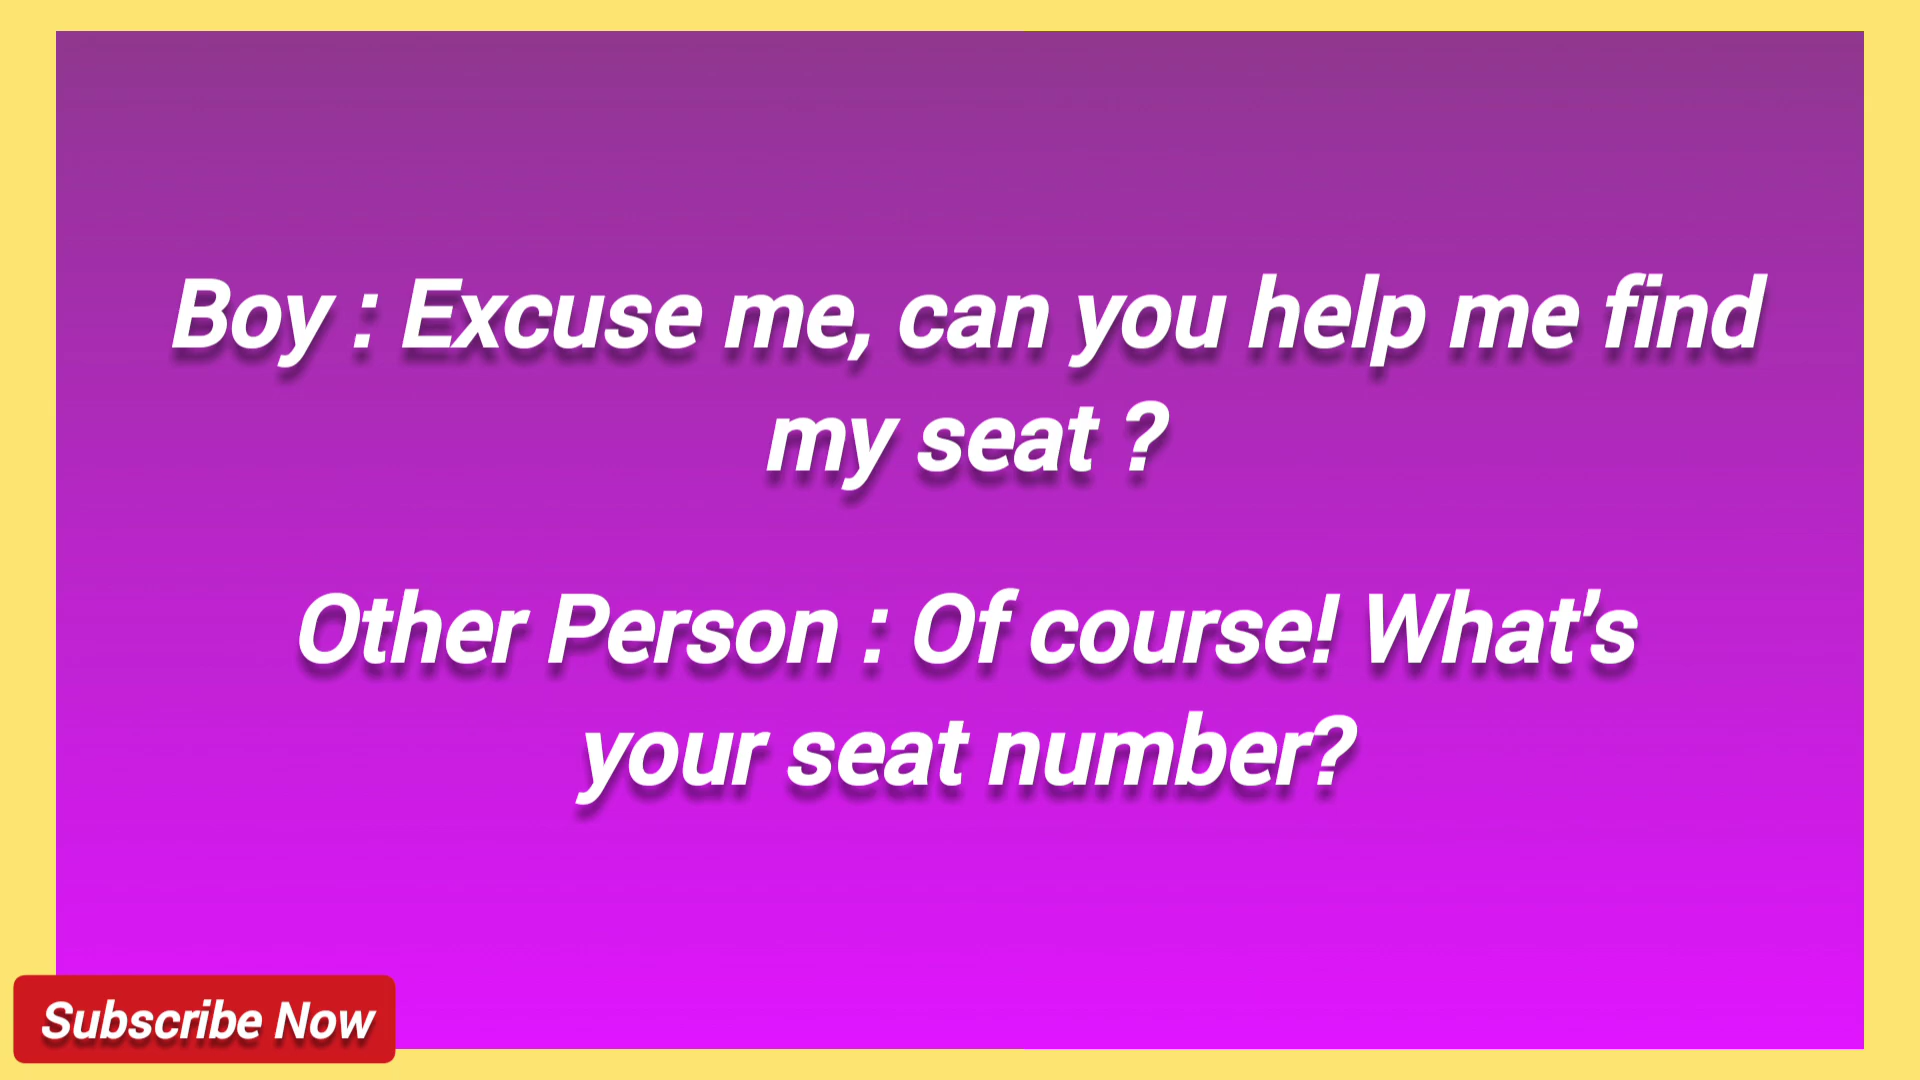 Boy : Excuse me, can you help me find
my seat ?
Other Person : Of course! What's
your seat number?
Subscribe Now